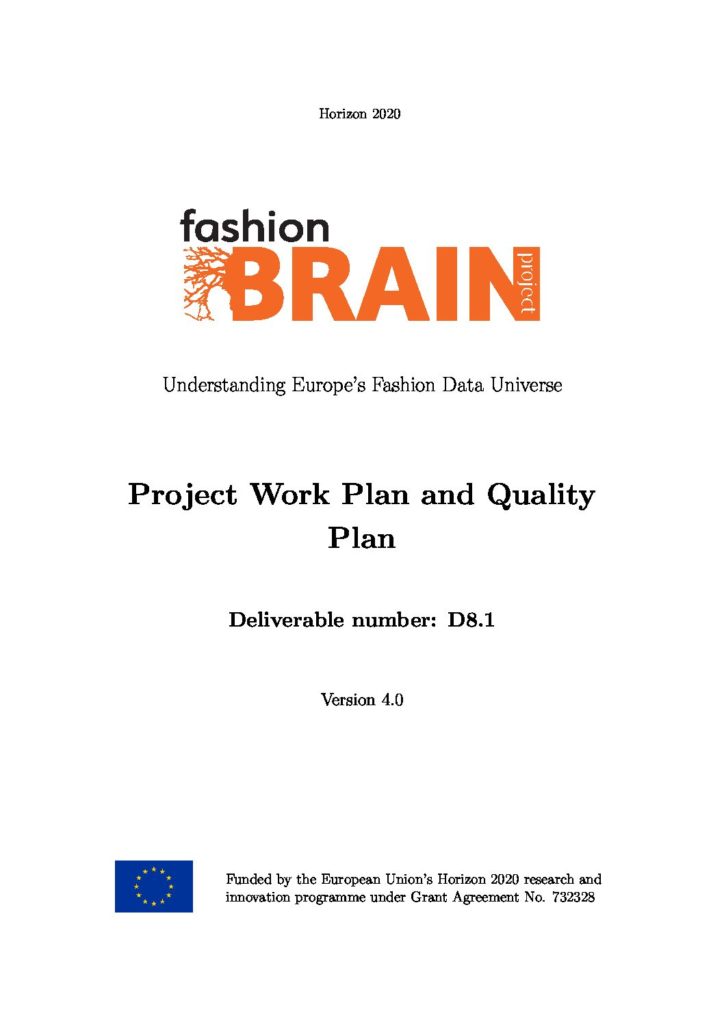 Horizon 2020
fashion
BRAIN
project
Understanding Europe's Fashion Data Universe
Project Work Plan and Quality
Plan
Deliverable number: D8.1
Version 4.0
Funded by the European Union's Horizon 2020 research and
innovation programme under Grant Agreement No. 732328